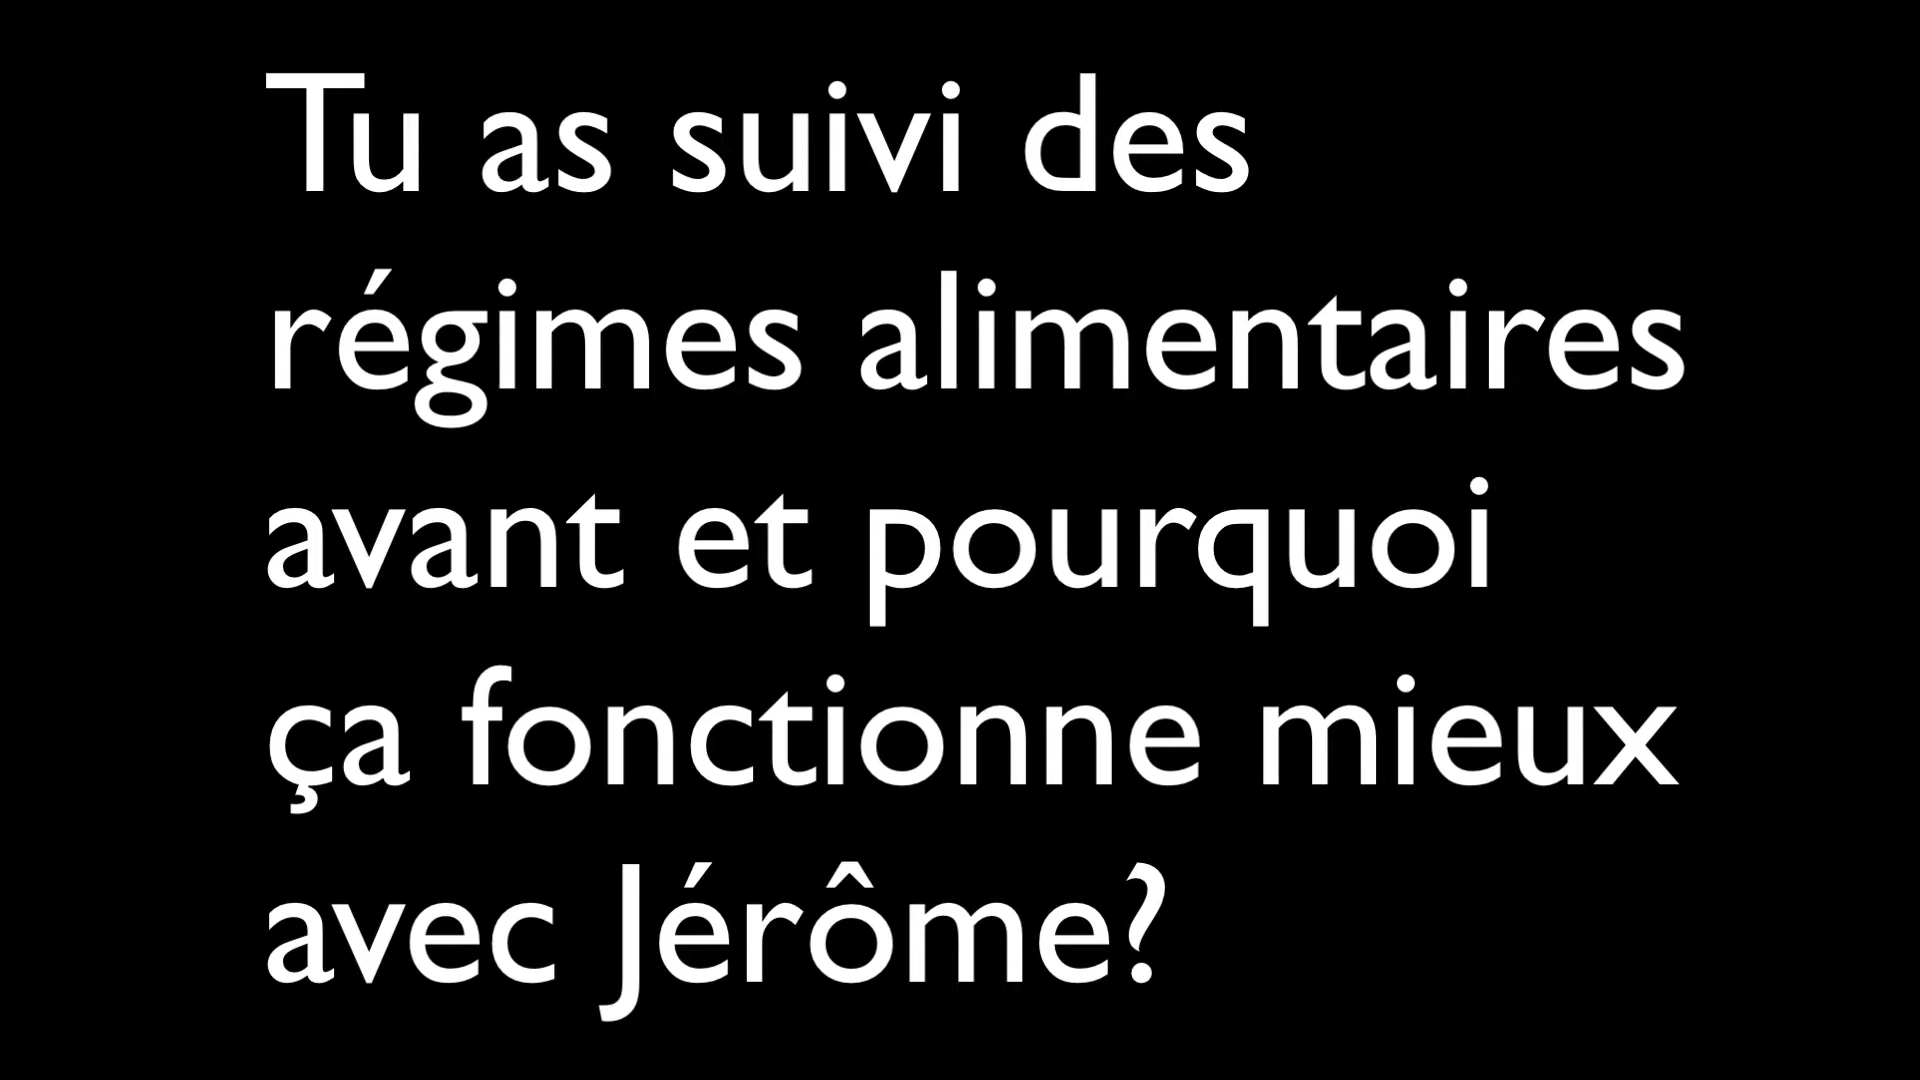 Tu as suivi des
régimes alimentaires
avant et pourquoi
ça fonctionne mieux
avec Jérôme?